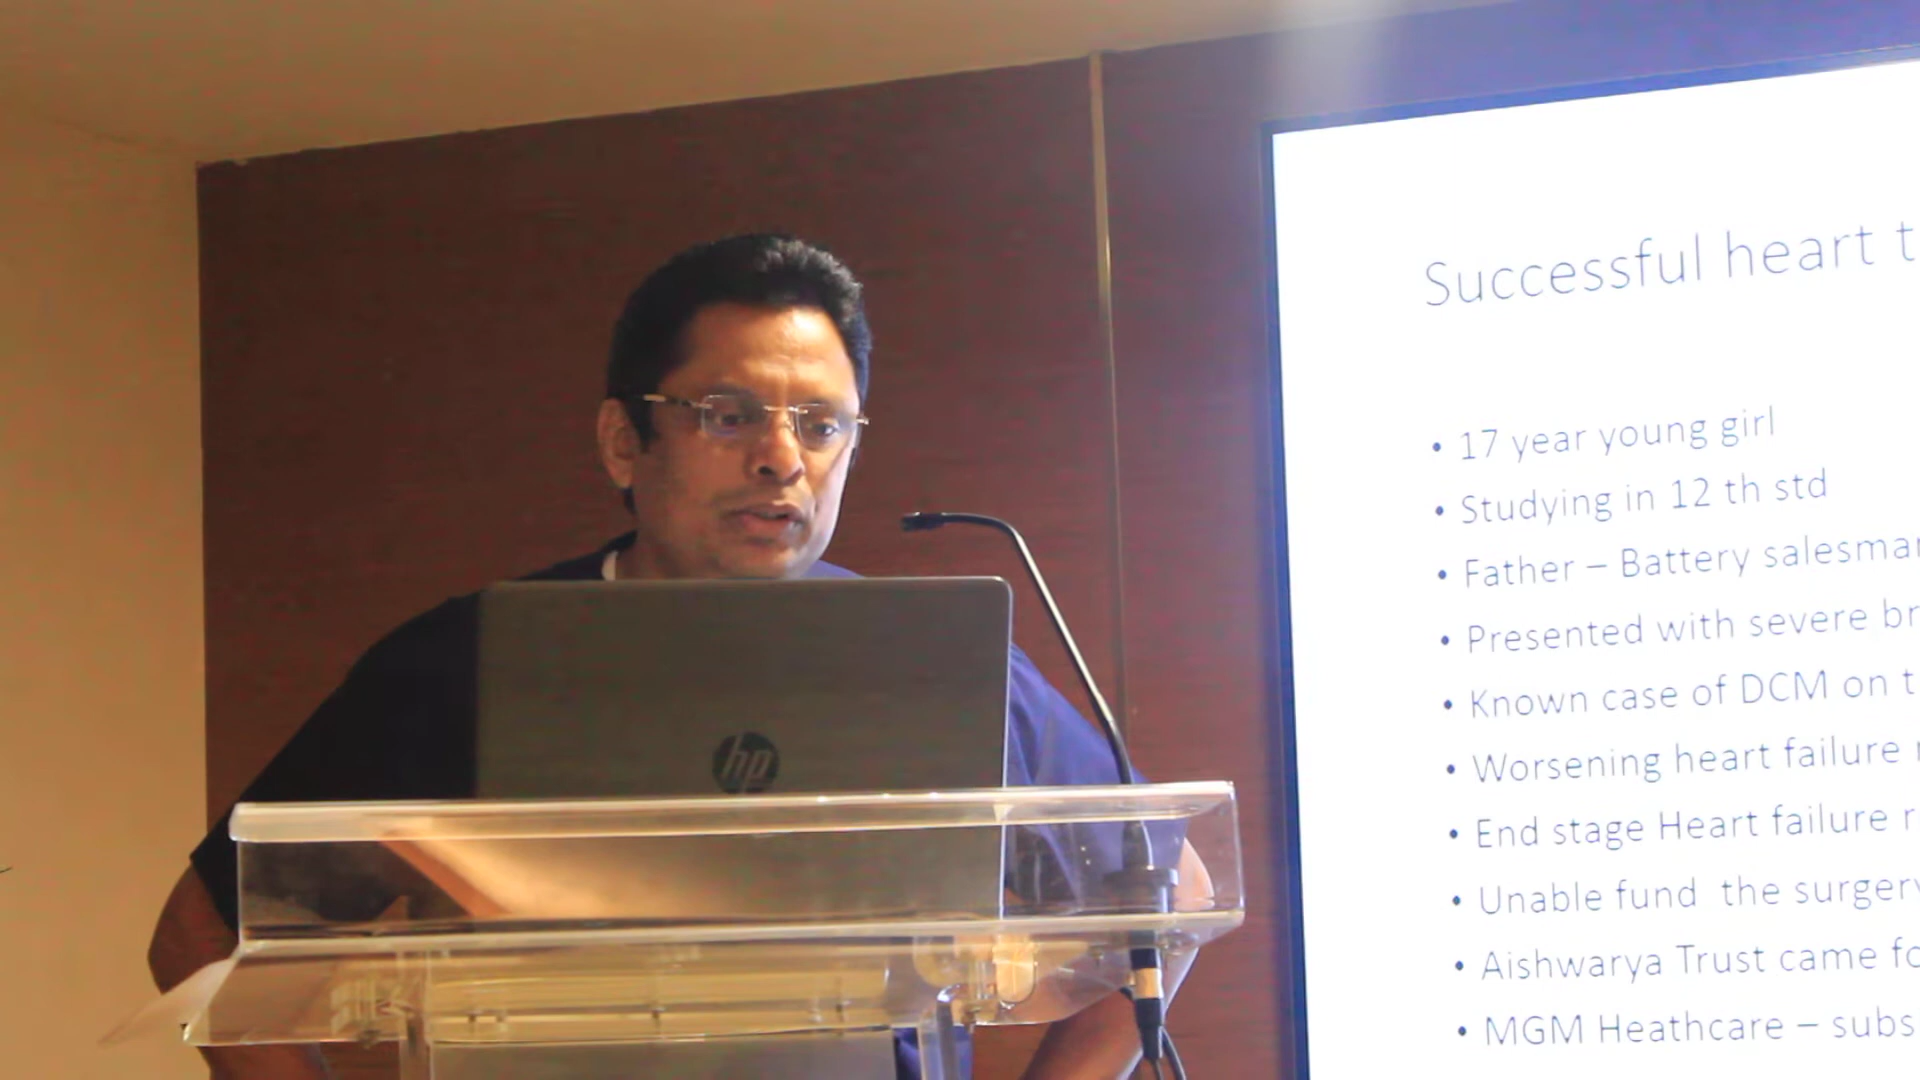 Successful heart t
• 17 year young girl
• Studying in 12 th std
• Father – Battery salesman
• Presented with severe br
• Known case of DCM on t
• Worsening heart failure
• End stage Heart failure r
• Unable fund the surgery
• Aishwarya Trust came fo
• MGM Heathcare – subs
hp